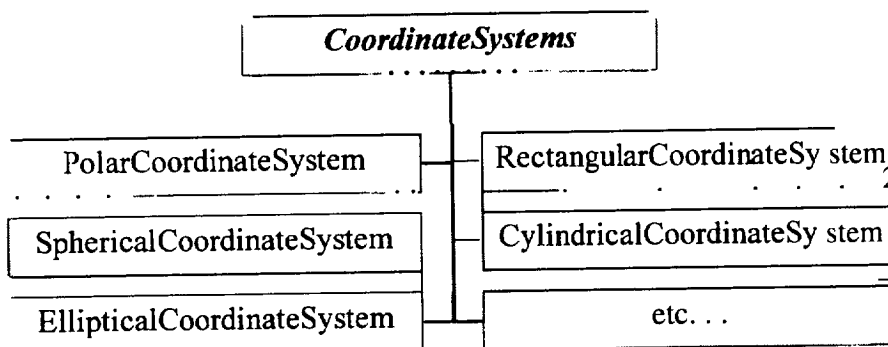 CoordinateSystems
PolarCoordinateSystem
RectangularCoordinateSy stem
SphericalCoordinateSystem
CylindricalCoordinateSy stem
EllipticalCoordinateSystem
etc. . .